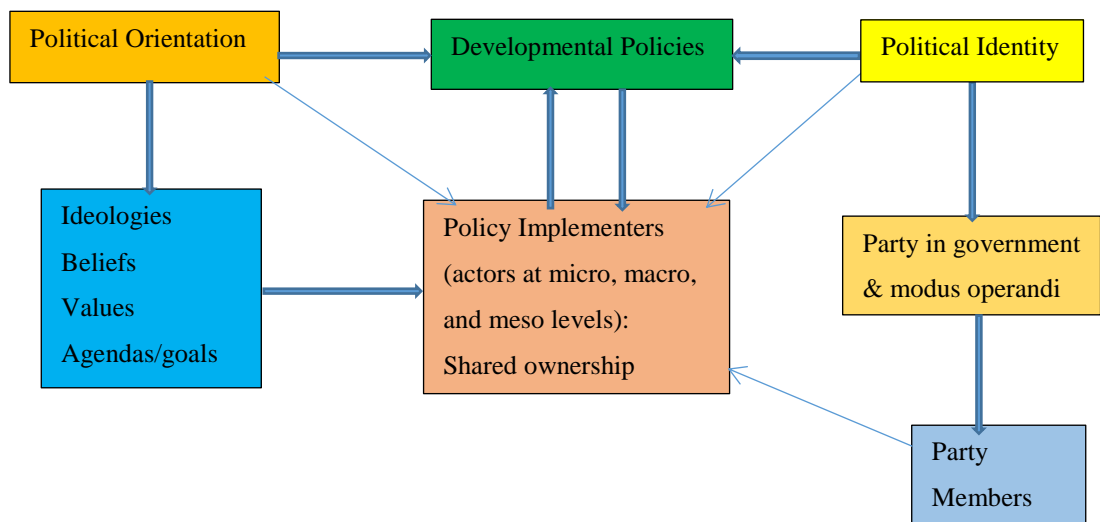 Political Orientation
Developmental Policies
Political Identity
Ideologies
Beliefs
Values
Agendas/goals
Policy Implementers
(actors at micro, macro,
and meso levels):
Shared ownership
Party in government
& modus operandi
Party
Members